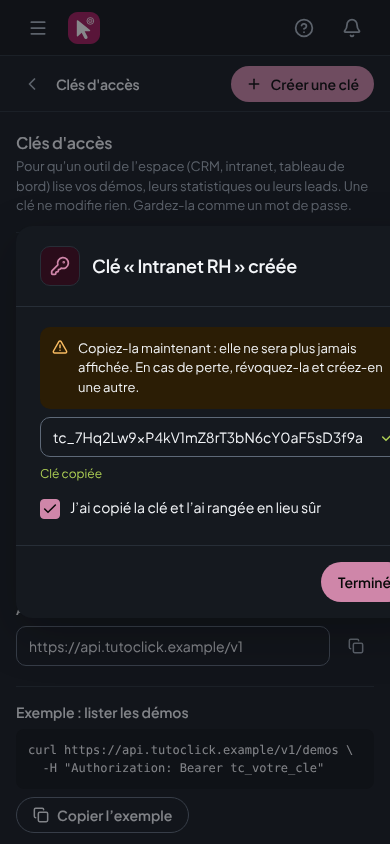 Clés d'accès
Créer une clé
Clés d'accès
Pour qu'un outil de l'espace (CRM, intranet, tableau de
bord) lise vos démos, leurs statistiques ou leurs leads. Une
clé ne modifie rien. Gardez-la comme un mot de passe.
Clé « Intranet RH » créée
Copiez-la maintenant : elle ne sera plus jamais
affichée. En cas de perte, révoquez-la et créez-en
une autre.
tc_7Hq2Lw9xP4kV1mZ8rT3bN6cY0aF5sD3f9a
Clé copiée
J'ai copié la clé et l'ai rangée en lieu sûr
Terminé
https://api.tutoclick.example/v1
Exemple : lister les démos
curl https://api.tutoclick.example/v1/demos \
-H "Authorization: Bearer tc_votre_cle"
Copier l'exemple